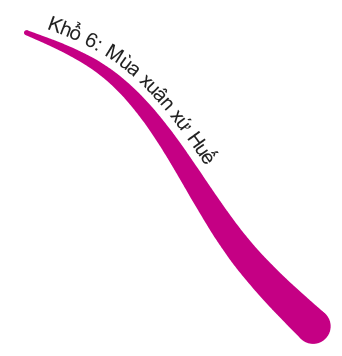 Khổ 6: Mùa xuân xứ Huế